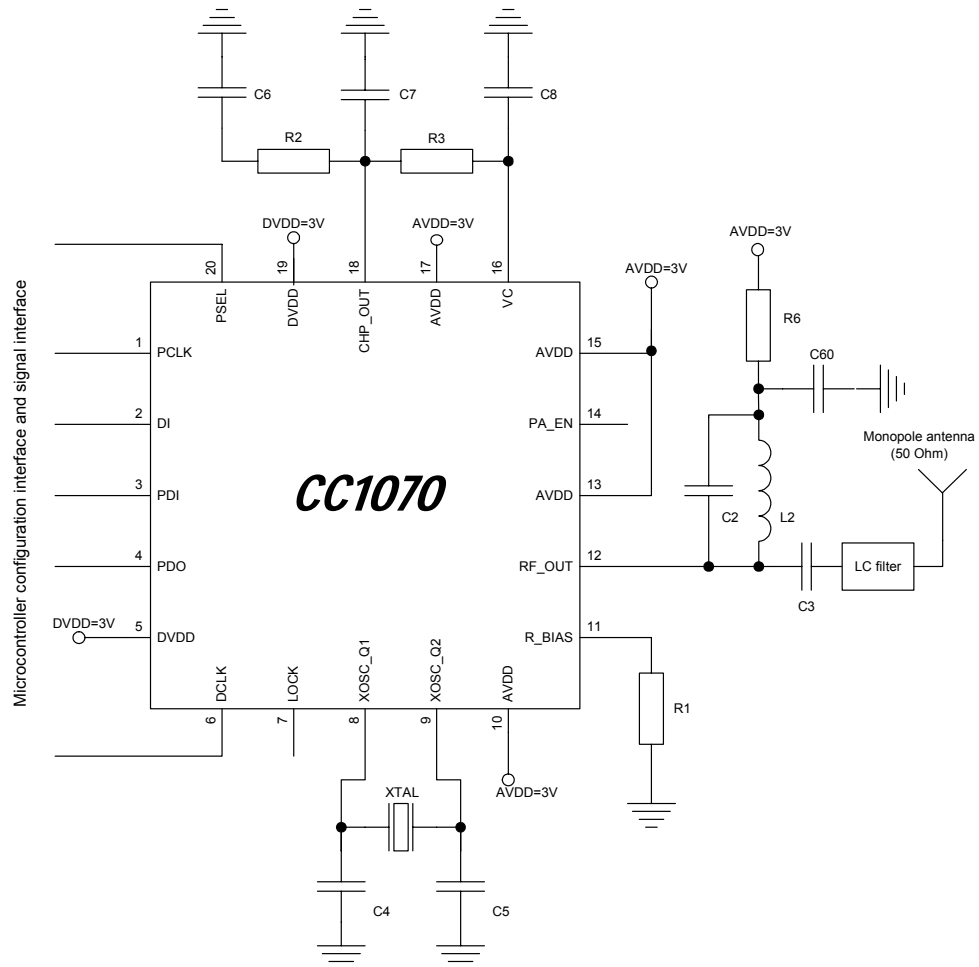 C6
C7
C8
R2
R3
DVDD=3V
AVDD=3V
AVDD=3V
AVDD=3V
20
19
18
17
16
PSEL
DVDD
CHP_OUT
AVDD
VC
R6
C60
Microcontroller configuration interface and signal interface
1
PCLK
AVDD
15
2
DI
PA_EN
14
Monopole antenna
(50 Ohm)
3
PDI
CC1070
AVDD
13
C2
L2
4
PDO
RF_OUT
12
LC filter
C3
DVDD=3V
5
DVDD
R_BIAS
11
DCLK
LOCK
XOSC_Q1
XOSC_Q2
AVDD
6
7
8
9
10
R1
XTAL
AVDD=3V
C4
C5